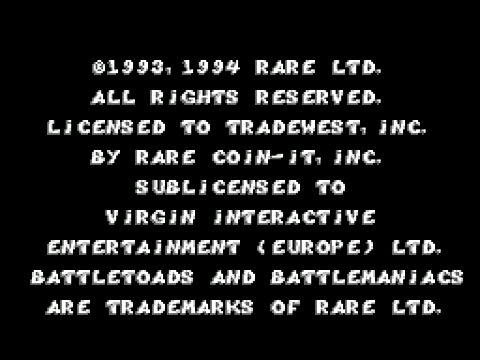 ©1993, 1994 RARE LTD.
ALL RiGHTS RESERVED.
LiCENSED TO TRADEWEST, iNC.
BY RARE COiN-iT, iNC.
SUBLiCENSED TO
ViRGiN iNTERACTiVE
ENTERTAiNMENT (EUROPE) LTD.
BATTLETOADS AND BATTLEMANiACS
ARE TRADEMARKS OF RARE LTD.